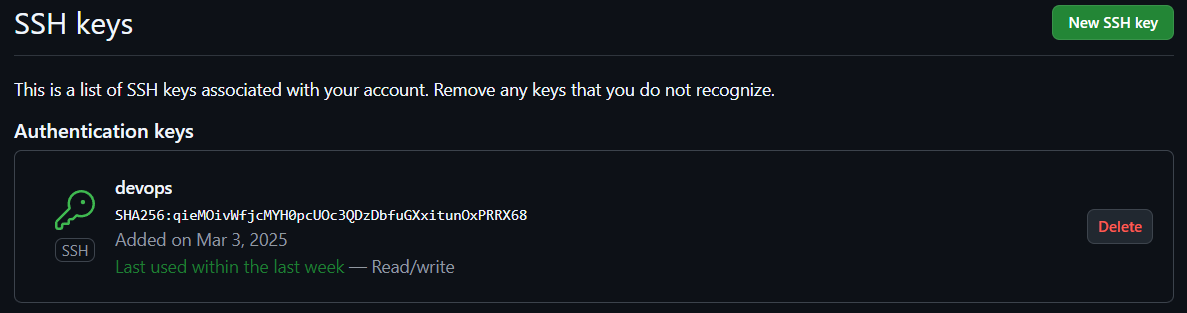 SSH keys
New SSH key
This is a list of SSH keys associated with your account. Remove any keys that you do not recognize.
Authentication keys
devops
SHA256:qieMOivWfjcMYH0pcUOc3QDzDbfuGXxitunOxPRRX68
Added on Mar 3, 2025
SSH
Last used within the last week — Read/write
Delete